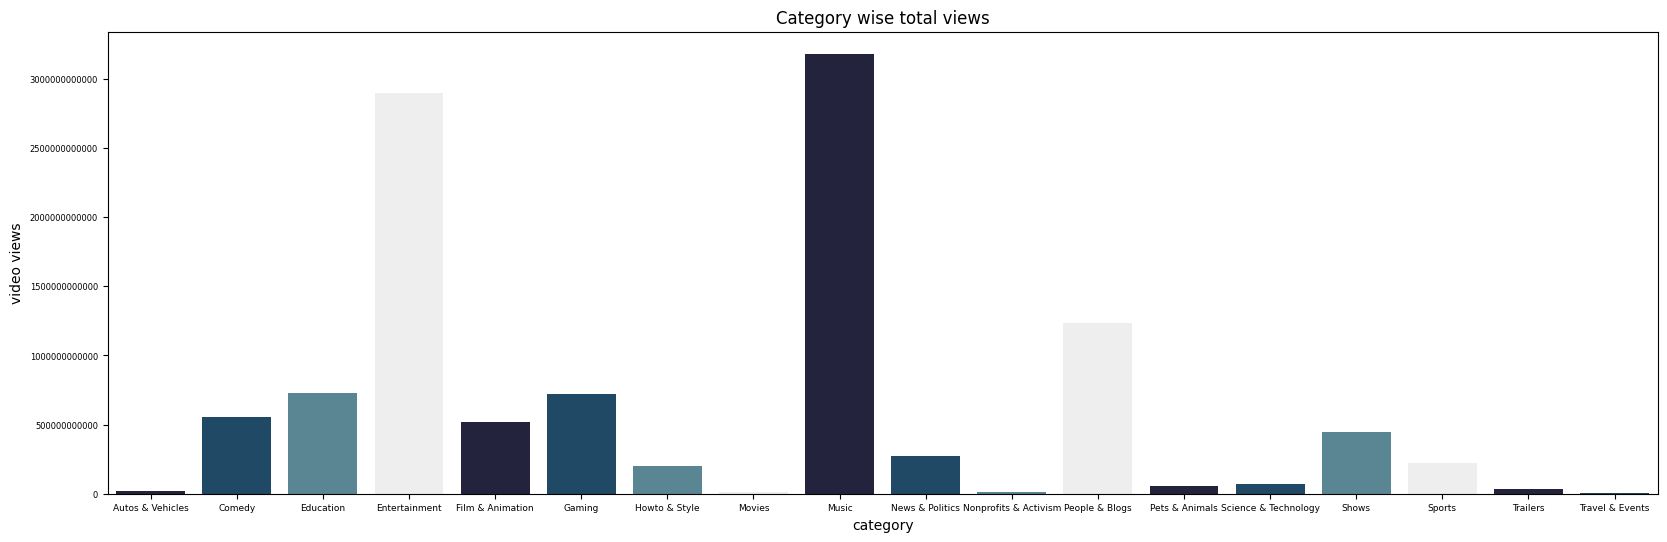 Category wise total views
3000000000000
2500000000000
2000000000000
1500000000000
1000000000000
500000000000
0
video views
Autos & Vehicles
Comedy
Education
Entertainment
Film & Animation
Gaming
Howto & Style
Movies
Music
News & Politics
Nonprofits & Activism
People & Blogs
Pets & Animals
Science & Technology
Shows
Sports
Trailers
Travel & Events
category